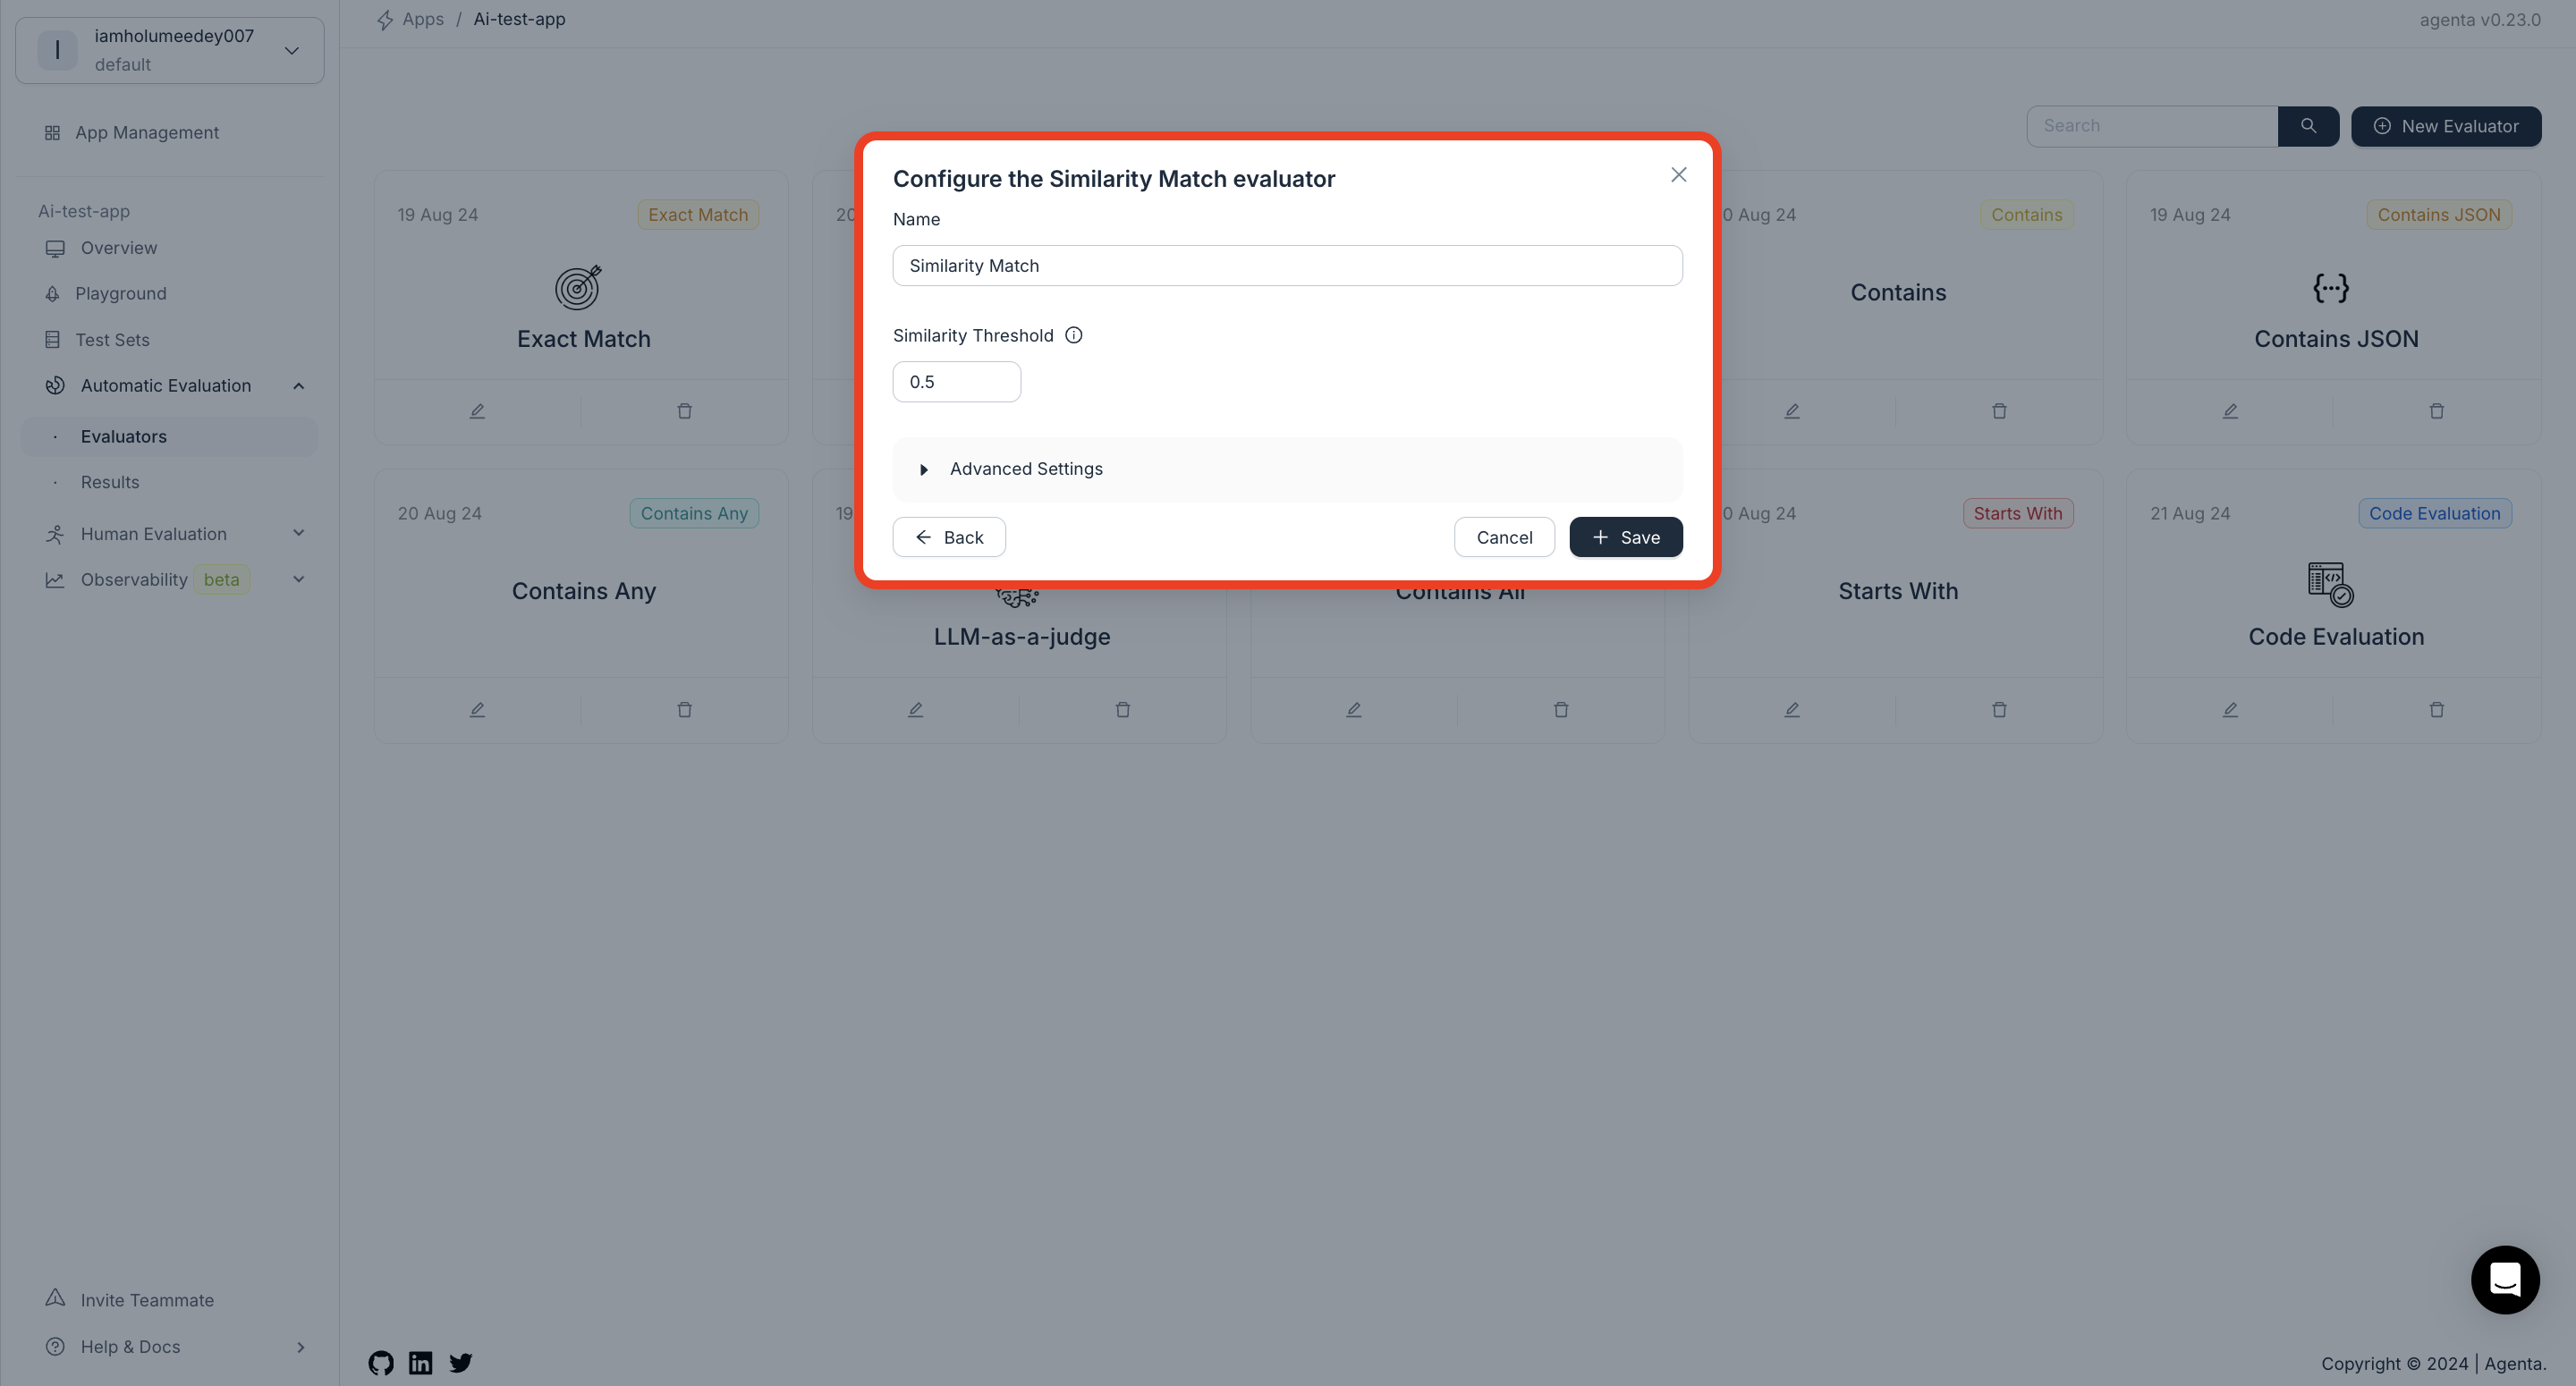 I
iamholumeedey007
default
App Management
Ai-test-app
Overview
Playground
Test Sets
Automatic Evaluation
· Evaluators
· Results
Human Evaluation
Observability beta
Invite Teammate
Help & Docs
Apps / Ai-test-app
agenta v0.23.0
Search
New Evaluator
19 Aug 24 Exact Match
Exact Match
20
0 Aug 24 Contains
Contains
19 Aug 24 Contains JSON
{···}
Contains JSON
Configure the Similarity Match evaluator
Name
Similarity Match
Similarity Threshold
0.5
Advanced Settings
Back
Cancel
Save
20 Aug 24 Contains Any
Contains Any
19
LLM-as-a-judge
Contains All
0 Aug 24 Starts With
Starts With
21 Aug 24 Code Evaluation
Code Evaluation
Copyright © 2024 | Agenta.